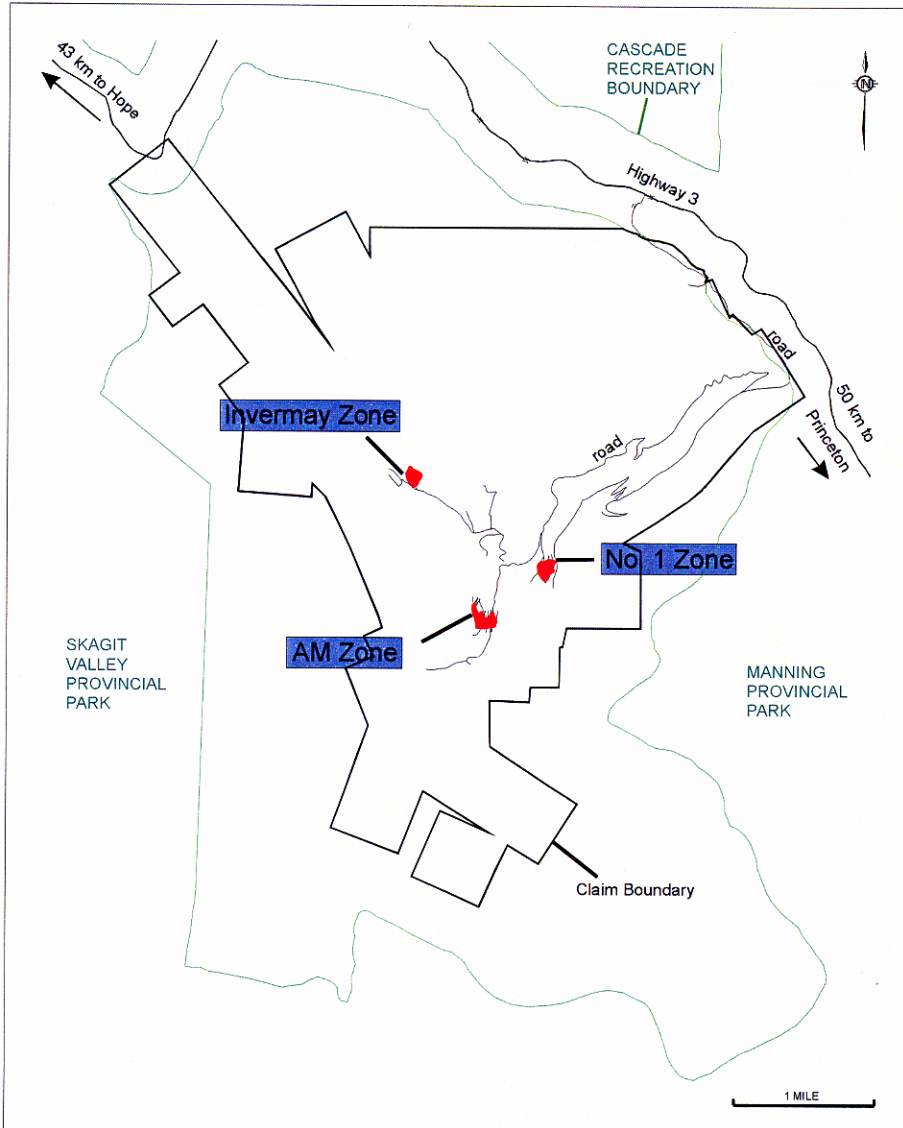 43 km to Hope
CASCADE
RECREATION
BOUNDARY
N
Highway 3
road
50 km to
Princeton
Invermay Zone
road
No. 1 Zone
AM Zone
SKAGIT
VALLEY
PROVINCIAL
PARK
MANNING
PROVINCIAL
PARK
Claim Boundary
1 MILE